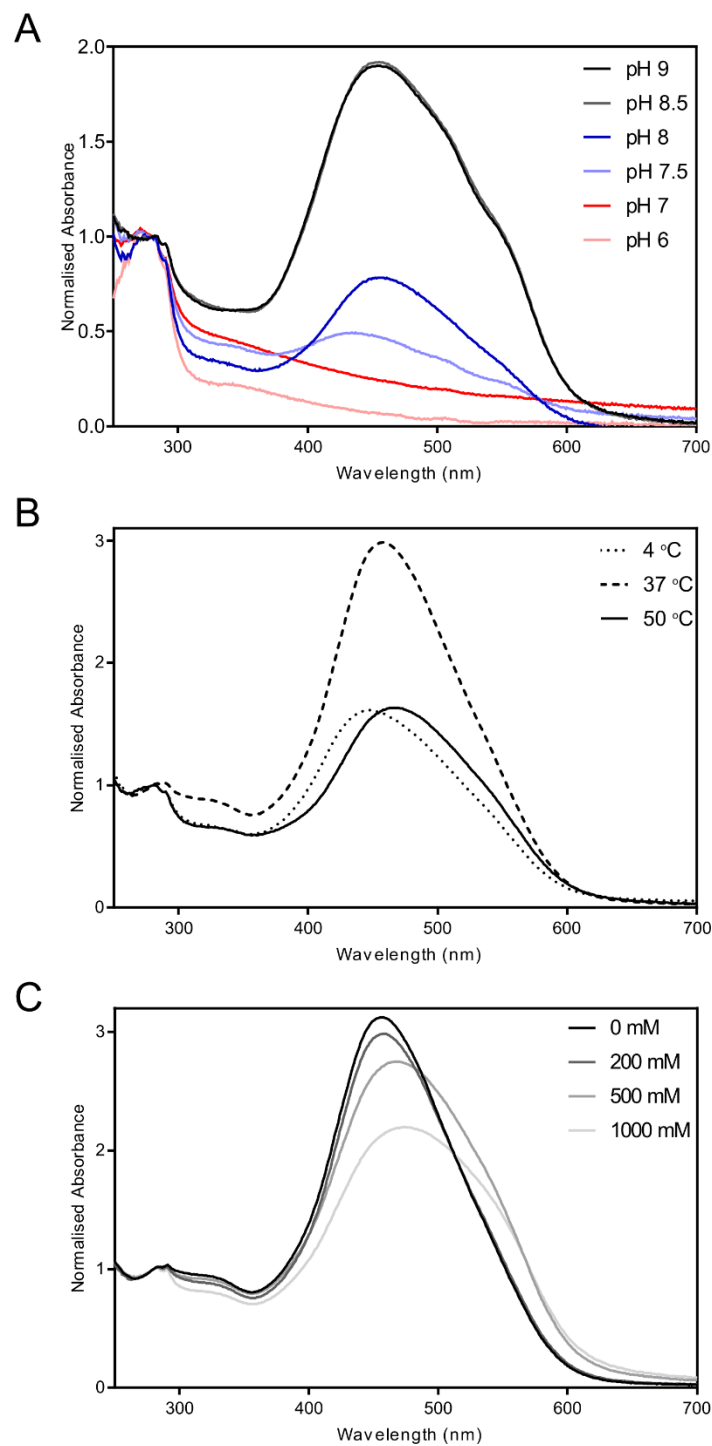 A
2.0
1.5
1.0
0.5
0.0
Normalised Absorbance
pH 9
pH 8.5
pH 8
pH 7.5
pH 7
pH 6
300 400 500 600 700
Wavelength (nm)
B
3
2
1
0
Normalised Absorbance
4 °C
37 °C
50 °C
300 400 500 600 700
Wavelength (nm)
C
3
2
1
0
Normalised Absorbance
0 mM
200 mM
500 mM
1000 mM
300 400 500 600 700
Wavelength (nm)